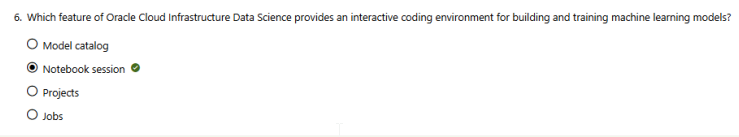 6. Which feature of Oracle Cloud Infrastructure Data Science provides an interactive coding environment for building and training machine learning models?
Model catalog
Notebook session
Projects
Jobs